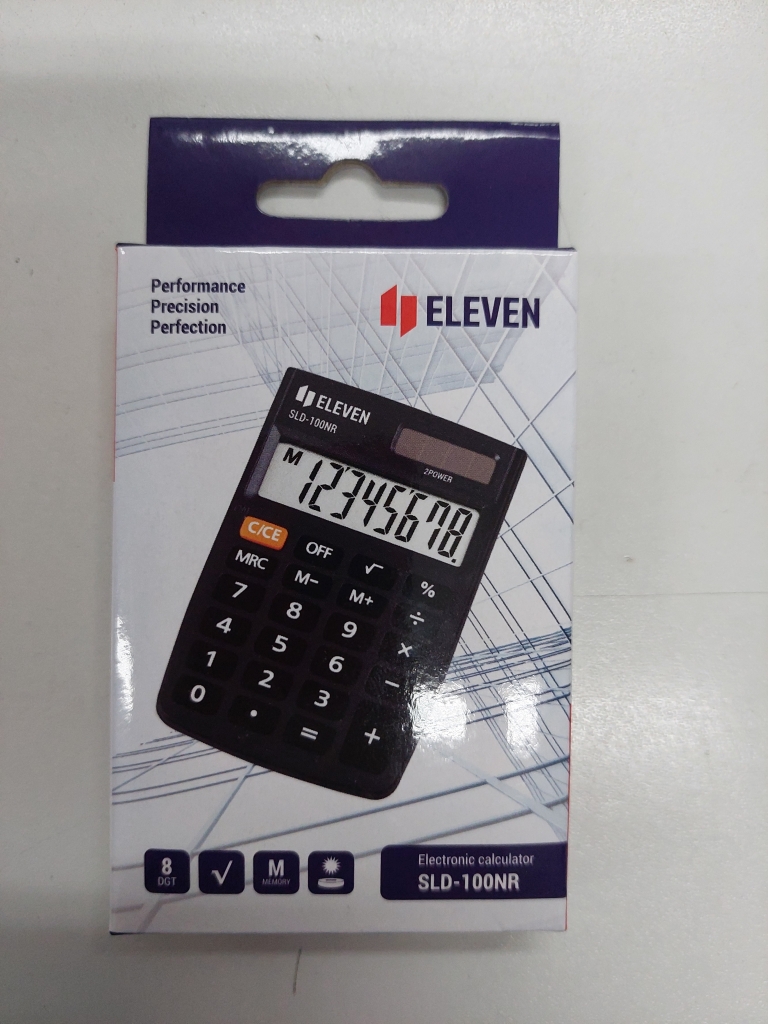 Performance
Precision
Perfection
ELEVEN
ELEVEN
SLD-100NR
2POWER
M
12345678.
C/CE OFF √ %
MRC M− M+ ÷
7 8 9 ×
4 5 6 −
1 2 3 +
0 . =
8
DGT
√
M
MEMORY
Electronic calculator
SLD-100NR